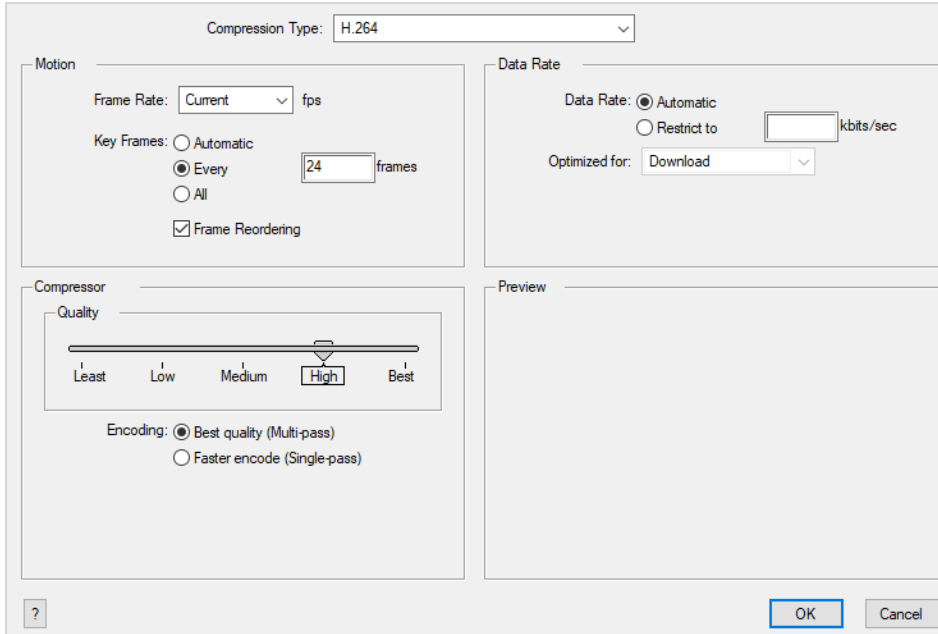 Compression Type: H.264
Motion
Frame Rate: Current fps
Key Frames: Automatic
Every 24 frames
All
Frame Reordering
Data Rate
Data Rate: Automatic
Restrict to kbits/sec
Optimized for: Download
Compressor
Quality
Least Low Medium High Best
Encoding: Best quality (Multi-pass)
Faster encode (Single-pass)
Preview
? OK Cancel